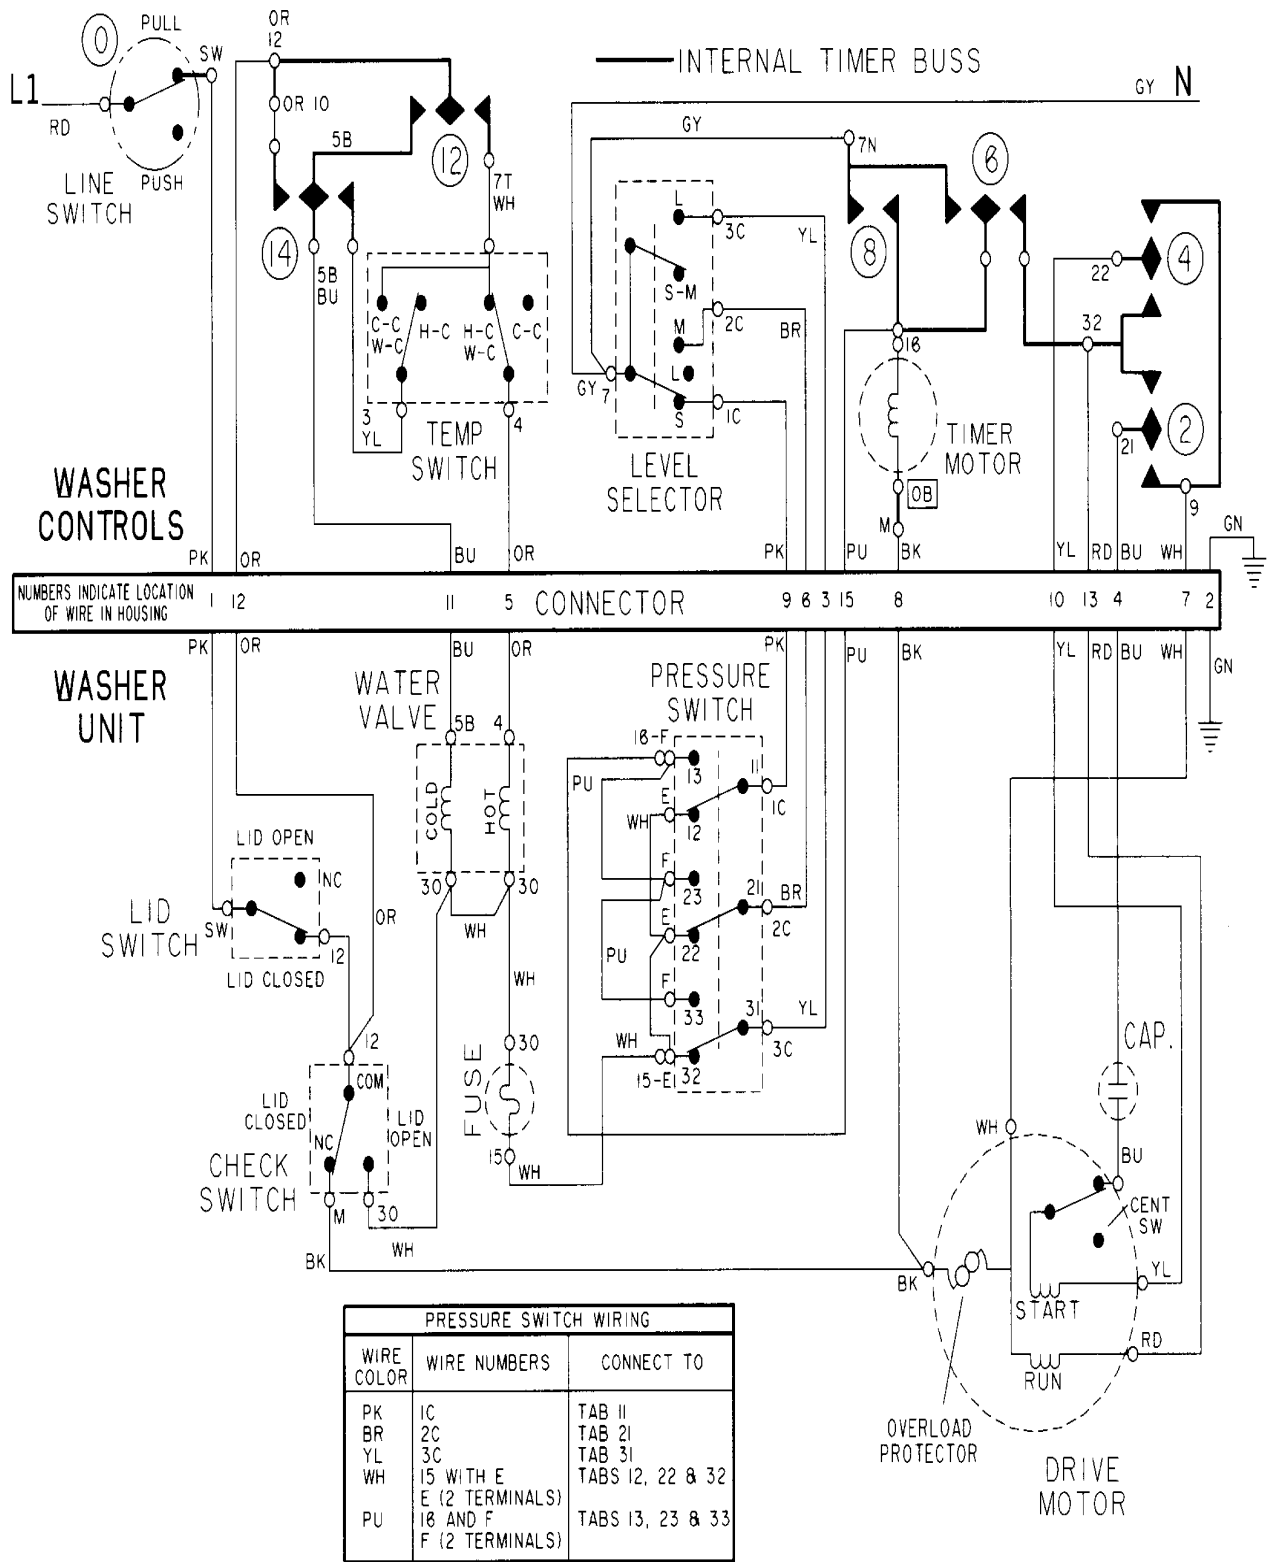 PULL
0
OR
12
SW
INTERNAL TIMER BUSS
GY N
L1
RD
OR 10
5B
12
GY
7N
6
LINE
SWITCH
PUSH
7T
WH
L
3C
YL
14
5B
BU
8
22
4
S-M
C-C
W-C
H-C
H-C
W-C
C-C
M
2C
BR
32
16
L
GY 7
S
1C
3
YL
4
TEMP
SWITCH
LEVEL
SELECTOR
TIMER
MOTOR
21
2
0B
M
9
GN
WASHER
CONTROLS
PK OR BU OR PK PU BK YL RD BU WH
NUMBERS INDICATE LOCATION
OF WIRE IN HOUSING
1 12 11 5 CONNECTOR 9 6 3 15 8 10 13 4 7 2
PK OR BU OR PK PU BK YL RD BU WH GN
WASHER
UNIT
WATER
VALVE
PRESSURE
SWITCH
5B 4
16-F
13
11
PU
E
1C
WH
12
COLD
HOT
LID OPEN
NC
F
23
30 30
21
BR
LID
SWITCH
SW
OR
WH
E
22
2C
12
LID CLOSED
PU
WH
F
33
31
YL
3C
WH
15-E
32
12
30
FUSE
CAP.
COM
LID
CLOSED
LID
OPEN
NC
CHECK
SWITCH
15
WH
WH
BU
M
30
WH
BK
CENT
SW
BK
YL
START
RD
RUN
OVERLOAD
PROTECTOR
DRIVE
MOTOR
PRESSURE SWITCH WIRING
WIRE
COLOR
WIRE NUMBERS
CONNECT TO
PK 1C TAB 11
BR 2C TAB 21
YL 3C TAB 31
WH 15 WITH E TABS 12, 22 & 32
E (2 TERMINALS)
PU 16 AND F TABS 13, 23 & 33
F (2 TERMINALS)